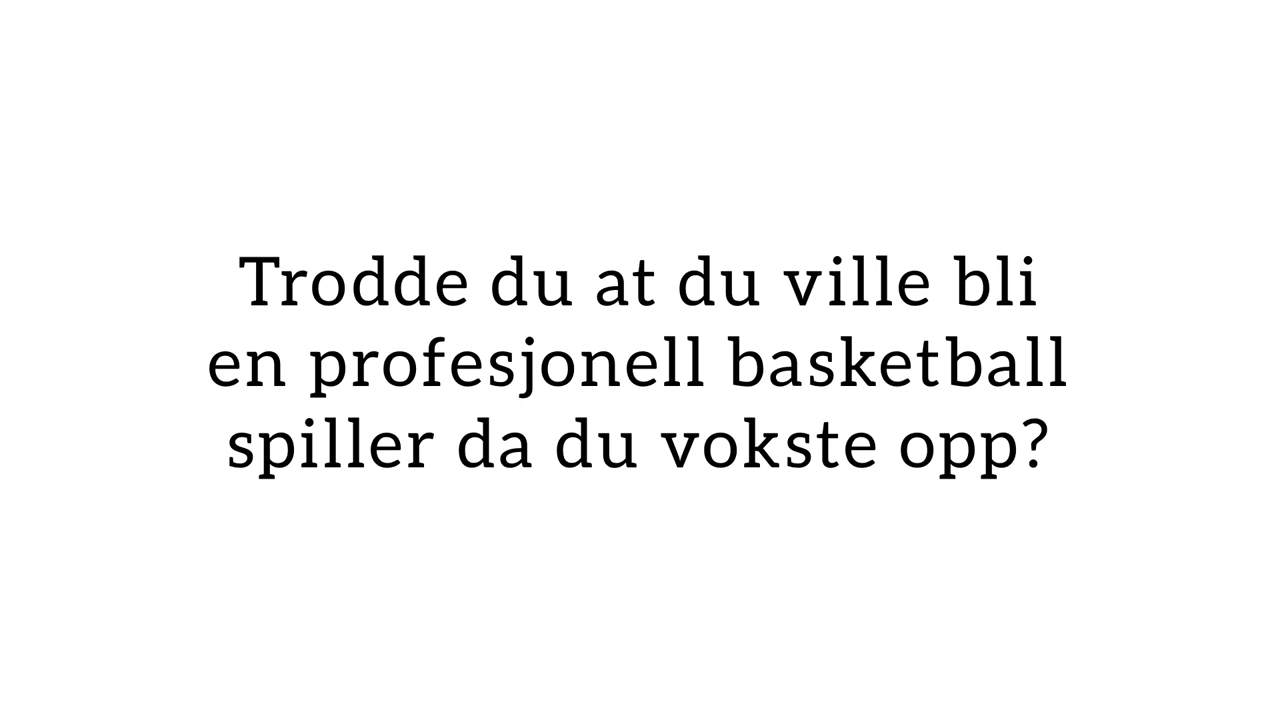 Trodde du at du ville bli
en profesjonell basketball
spiller da du vokste opp?